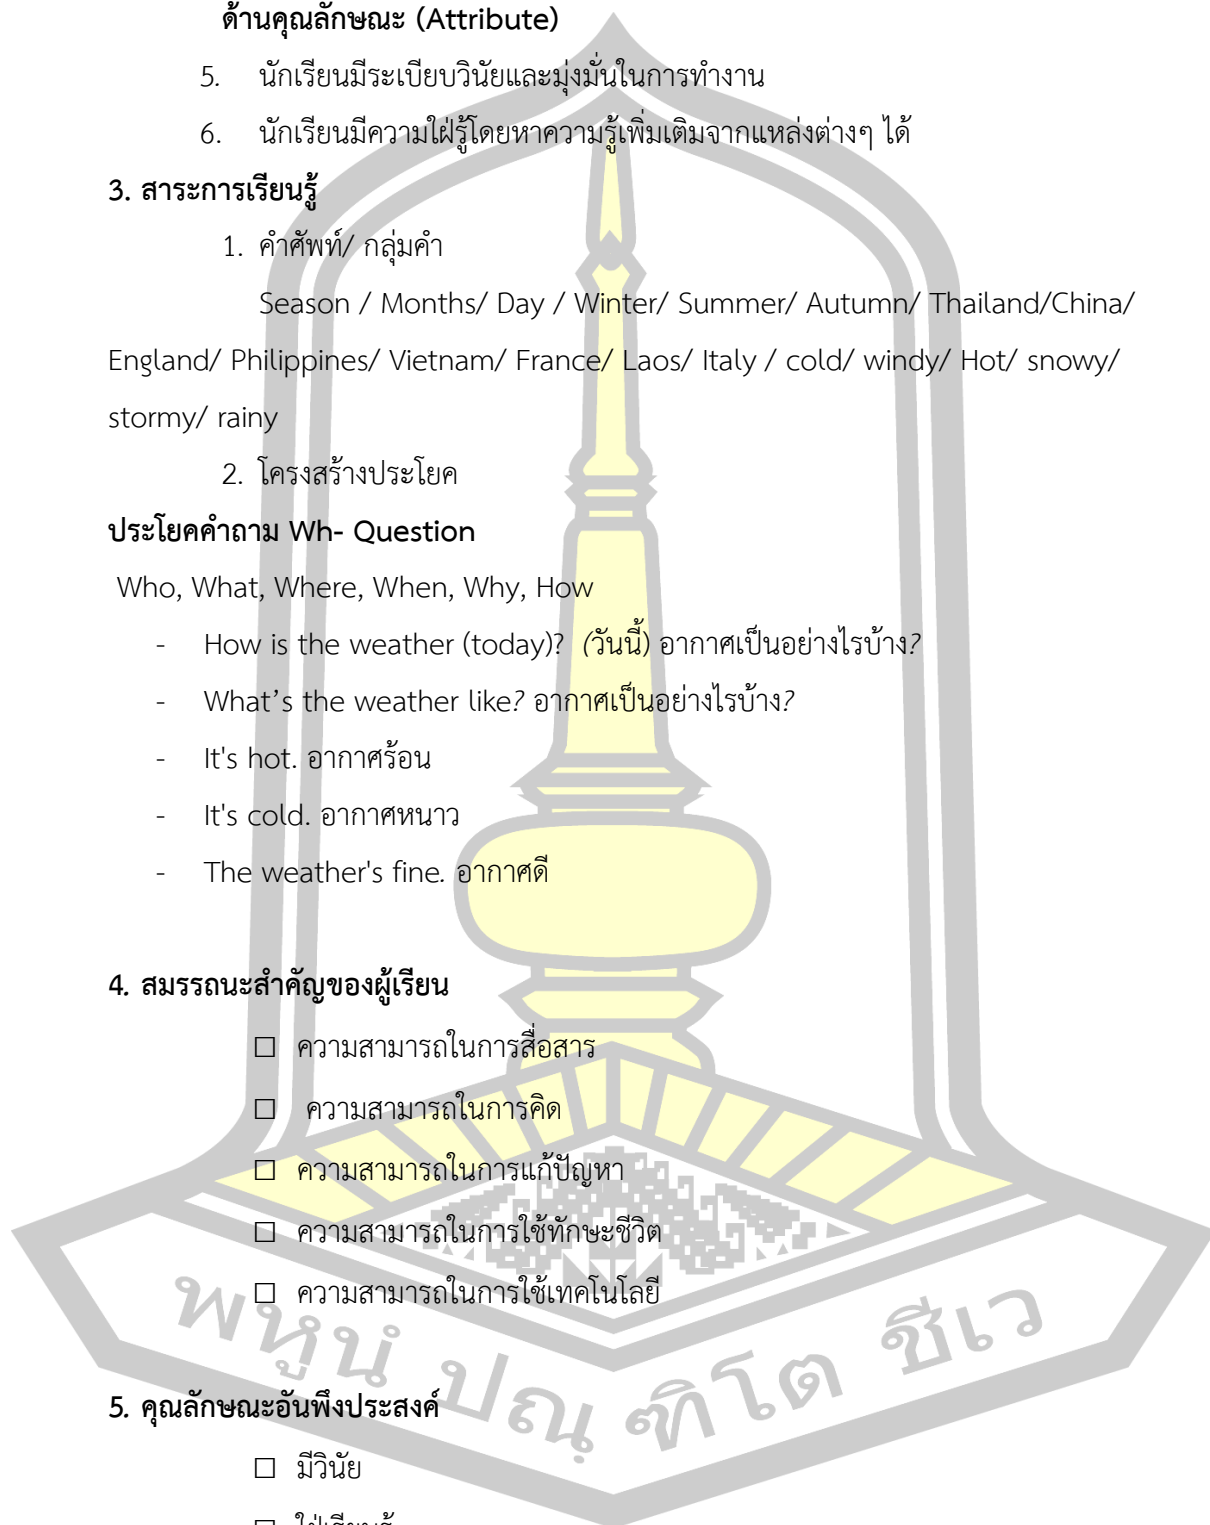 ด้านคุณลักษณะ (Attribute)
5. นักเรียนมีระเบียบวินัยและมุ่งมั่นในการทำงาน
6. นักเรียนมีความใฝ่รู้โดยหาความรู้เพิ่มเติมจากแหล่งต่างๆ ได้
3. สาระการเรียนรู้
1. คำศัพท์/ กลุ่มคำ
Season / Months/ Day / Winter/ Summer/ Autumn/ Thailand/China/
England/ Philippines/ Vietnam/ France/ Laos/ Italy / cold/ windy/ Hot/ snowy/
stormy/ rainy
2. โครงสร้างประโยค
ประโยคคำถาม Wh- Question
Who, What, Where, When, Why, How
- How is the weather (today)? (วันนี้) อากาศเป็นอย่างไรบ้าง?
- What’s the weather like? อากาศเป็นอย่างไรบ้าง?
- It's hot. อากาศร้อน
- It's cold. อากาศหนาว
- The weather's fine. อากาศดี
4. สมรรถนะสำคัญของผู้เรียน
☐ ความสามารถในการสื่อสาร
☐ ความสามารถในการคิด
☐ ความสามารถในการแก้ปัญหา
☐ ความสามารถในการใช้ทักษะชีวิต
☐ ความสามารถในการใช้เทคโนโลยี
พหูนํ ปณฺฑิโต ชีเว
5. คุณลักษณะอันพึงประสงค์
☐ มีวินัย